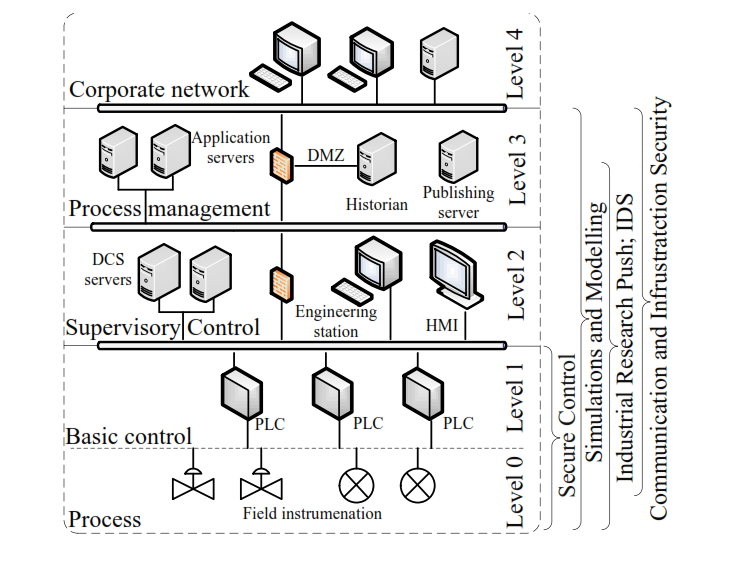 Level 4
Corporate network
Application
servers
DMZ
Historian
Publishing
server
Level 3
Process management
DCS
servers
Engineering
station
HMI
Level 2
Supervisory Control
PLC
PLC
PLC
Level 1
Basic control
Level 0
Field instrumenation
Process
Secure Control
Simulations and Modelling
Industrial Research Push; IDS
Communication and Infrustratction Security